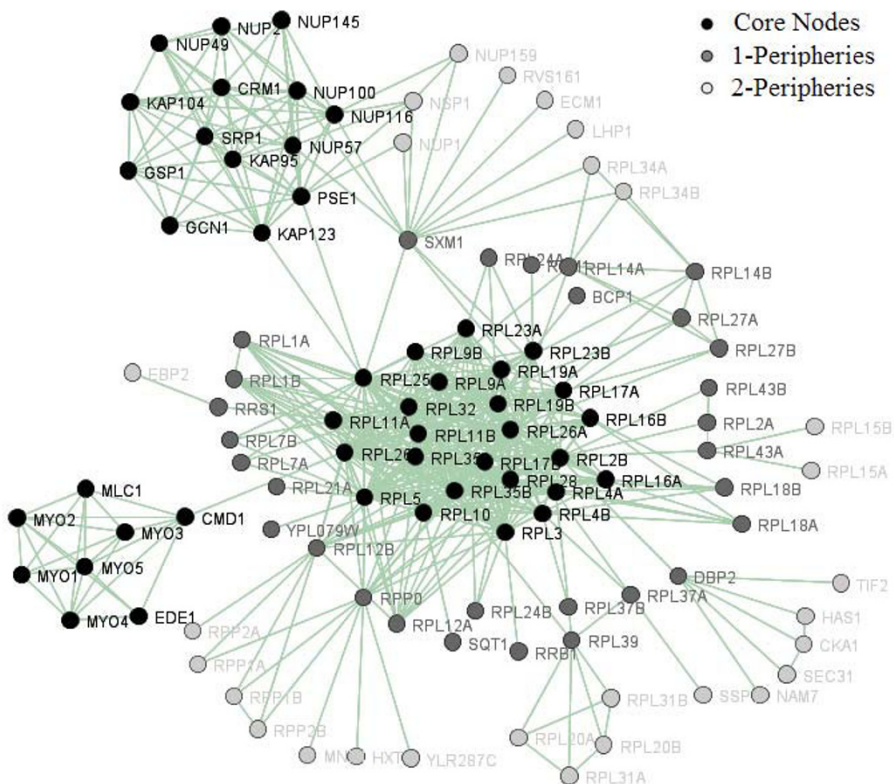 NUP2
NUP145
Core Nodes
NUP49
NUP159
1-Peripheries
RVS161
CRM1
NUP100
2-Peripheries
KAP104
NSP1
ECM1
NUP116
SRP1
LHP1
NUP57
NUP1
KAP95
GSP1
RPL34A
PSE1
RPL34B
GCN1
KAP123
SXM1
RPL24A
RPL14A
RPL14B
BCP1
RPL27A
RPL23A
RPL1A
RPL27B
RPL9B
RPL23B
RPL19A
EBP2
RPL1B
RPL25
RPL9A
RPL17A
RPL43B
RRS1
RPL32
RPL19B
RPL11A
RPL16B
RPL2A
RPL15B
RPL7B
RPL11B
RPL26A
RPL43A
RPL7A
RPL2B
RPL17B
RPL15A
RPL21A
RPL28
RPL16A
RPL18B
MLC1
RPL5
RPL35B
RPL4A
MYO2
CMD1
RPL10
RPL4B
RPL18A
MYO3
YPL079W
RPL3
RPL12B
MYO1
MYO5
DBP2
TIF2
RPP0
RPL37A
RPL24B
RPL37B
EDE1
HAS1
MYO4
RPL12A
RPP2A
SQT1
RPL39
CKA1
RRB1
RPP1A
SEC31
RPP1B
RPL31B
SSP
NAM7
RPP2B
RPL20A
RPL20B
HXT
YLR287C
RPL31A